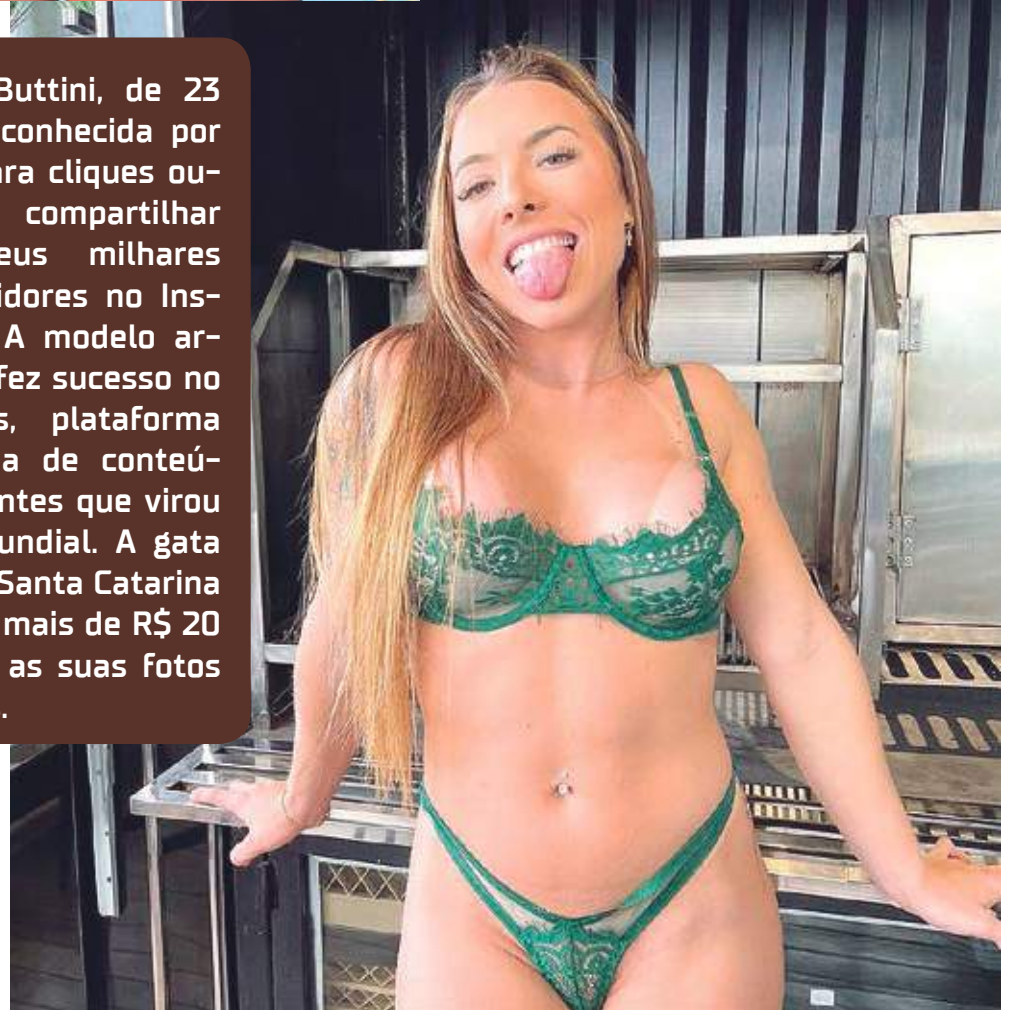 Buttini, de 23
conhecida por
ara cliques ou-
compartilhar
eus milhares
idores no Ins-
A modelo ar-
fez sucesso no
s, plataforma
a de conteú-
ntes que virou
undial. A gata
Santa Catarina
mais de R$ 20
as suas fotos
.